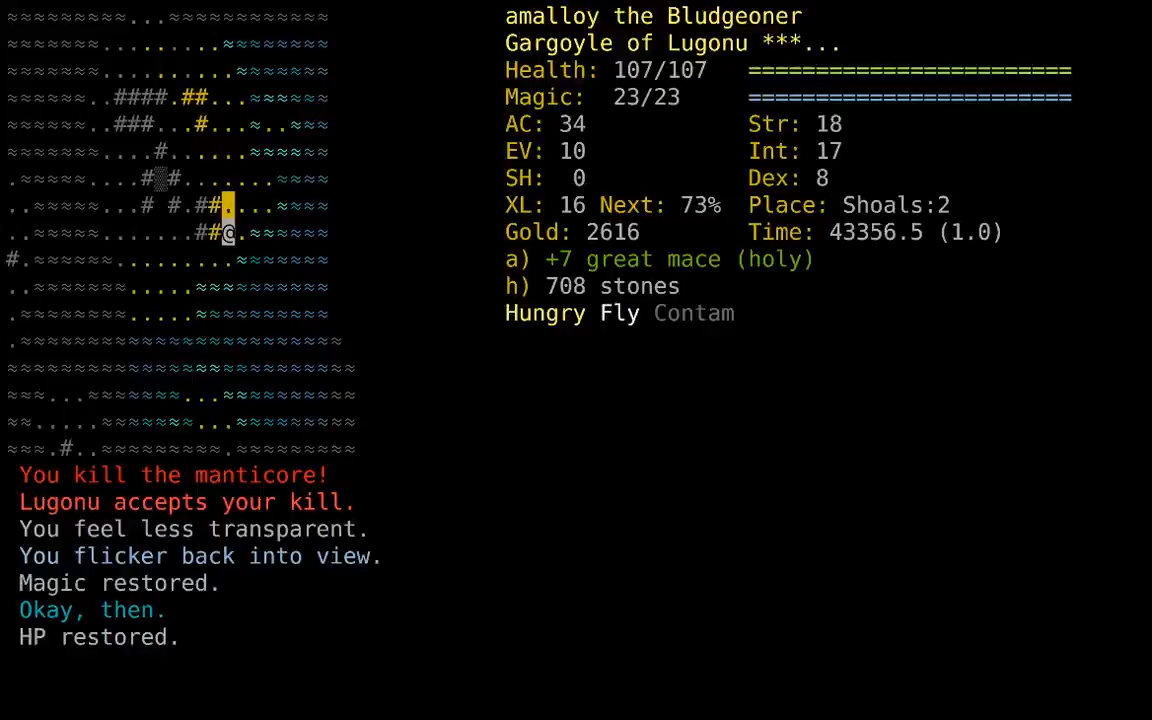 amalloy the Bludgeoner
Gargoyle of Lugonu ***...
Health: 107/107
Magic: 23/23
AC: 34 Str: 18
EV: 10 Int: 17
SH: 0 Dex: 8
XL: 16 Next: 73% Place: Shoals:2
Gold: 2616 Time: 43356.5 (1.0)
a) +7 great mace (holy)
h) 708 stones
Hungry Fly Contam
You kill the manticore!
Lugonu accepts your kill.
You feel less transparent.
You flicker back into view.
Magic restored.
Okay, then.
HP restored.